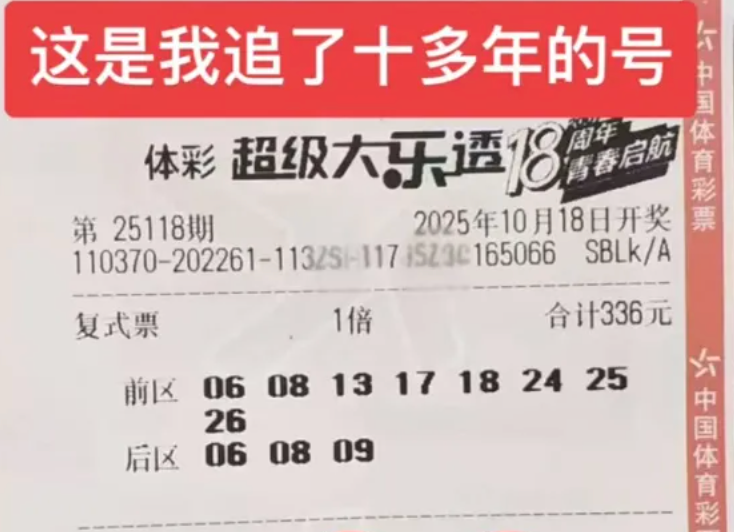 这是我追了十多年的号
体彩 超级大乐透 18周年 青春启航
第 25118期 2025年10月18日开奖
110370-202261-113 -117 165066 SBLk/A
复式票 1倍 合计336元
前区 06 08 13 17 18 24 25
26
后区 06 08 09
中国体育彩票
中国体育彩